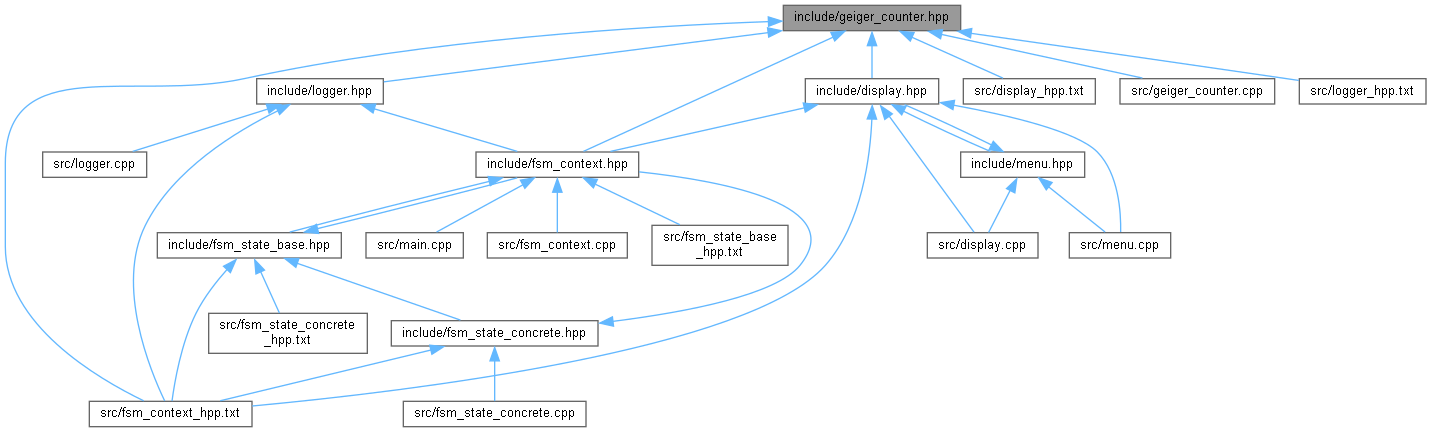 include/geiger_counter.hpp
include/logger.hpp
include/display.hpp
src/display_hpp.txt
src/geiger_counter.cpp
src/logger_hpp.txt
src/logger.cpp
include/fsm_context.hpp
include/menu.hpp
include/fsm_state_base.hpp
src/main.cpp
src/fsm_context.cpp
src/fsm_state_base
_hpp.txt
src/display.cpp
src/menu.cpp
src/fsm_state_concrete
_hpp.txt
include/fsm_state_concrete.hpp
src/fsm_context_hpp.txt
src/fsm_state_concrete.cpp